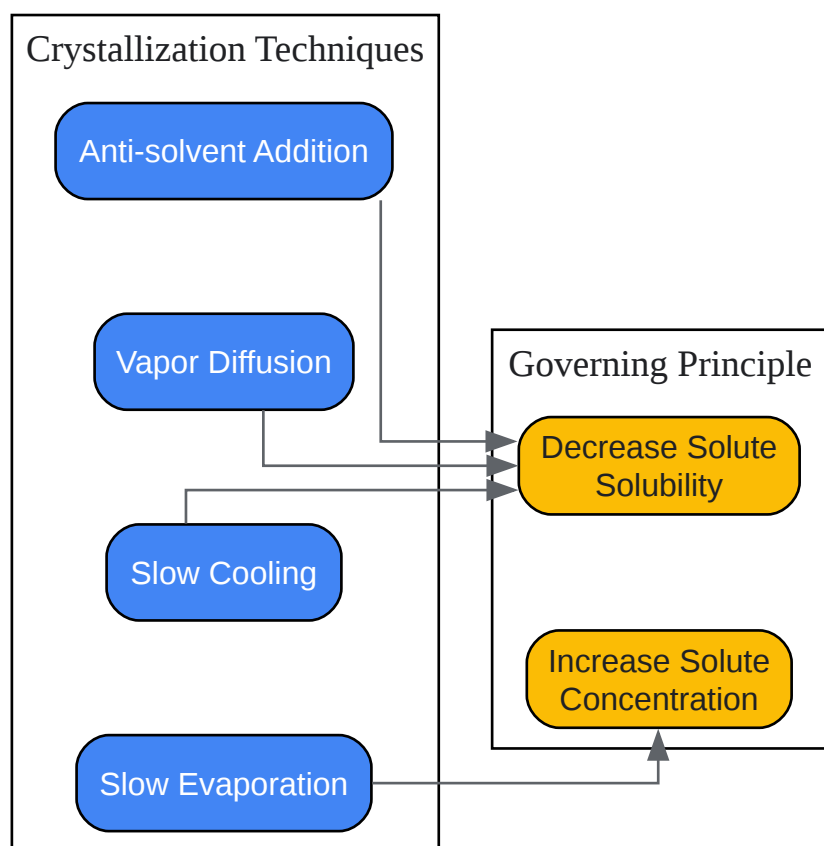 Crystallization Techniques
Anti-solvent Addition
Vapor Diffusion
Slow Cooling
Slow Evaporation
Governing Principle
Decrease Solute
Solubility
Increase Solute
Concentration